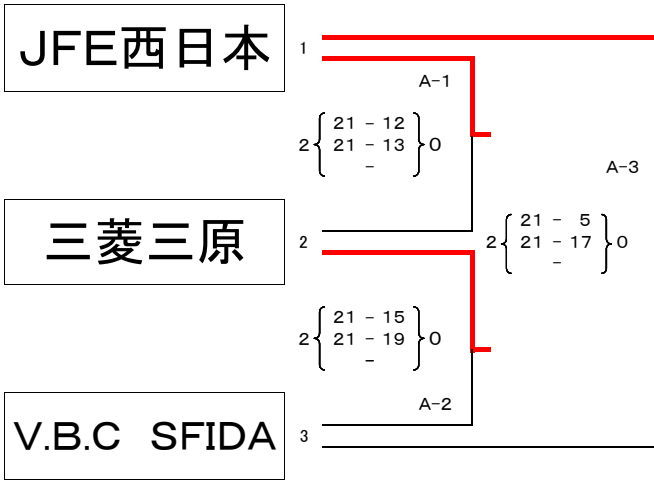 JFE西日本
1
A-1
2 { 21 - 12 } 0
21 - 13
-
A-3
三菱三原
2
2 { 21 - 5 } 0
21 - 17
-
2 { 21 - 15 } 0
21 - 19
-
A-2
V.B.C SFIDA
3